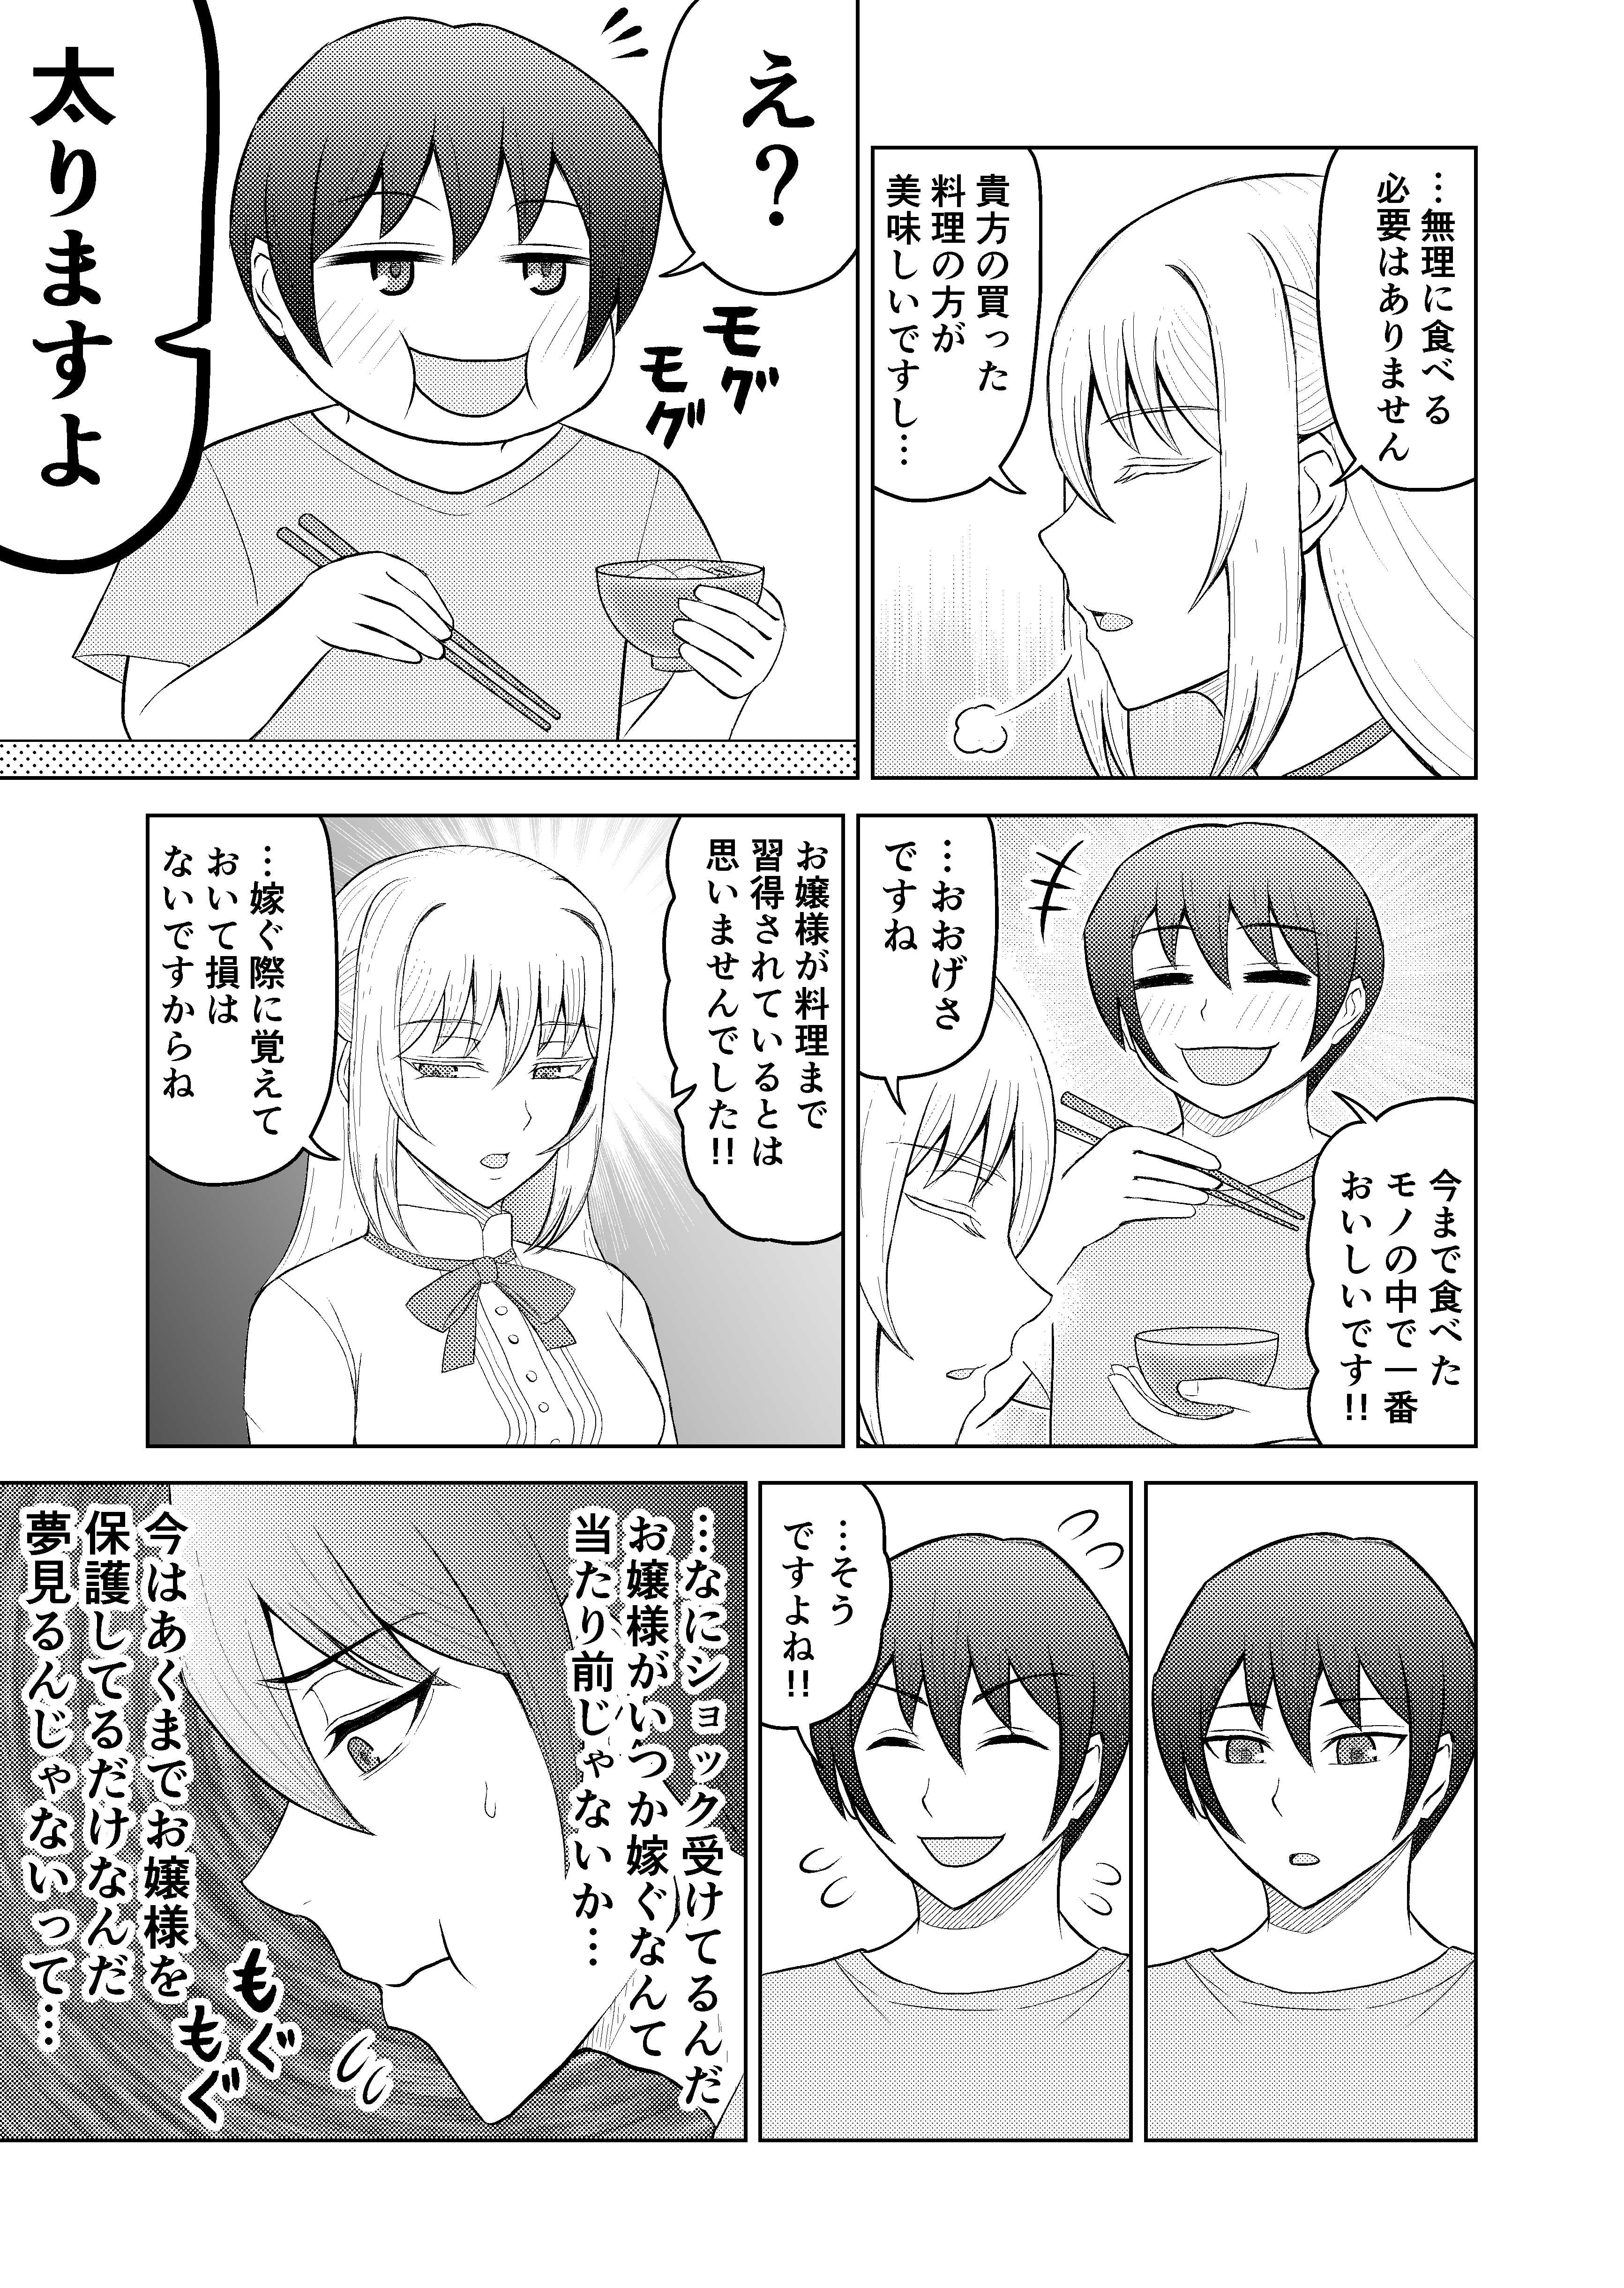 …無理に食べる
必要はありません
貴方の買った
料理の方が
美味しいですし…
え?
モグ
モグ
太りますよ
今まで食べた
モノの中で一番
おいしいです!!
…おおげさ
ですね
お嬢様が料理まで
習得されているとは
思いませんでした!!
…嫁ぐ際に覚えて
おいて損は
ないですからね
…そう
ですよね!!
…なにショック受けてるんだ
お嬢様がいつか嫁ぐなんて
当たり前じゃないか…
今はあくまでお嬢様を
保護してるだけなんだ
夢見るんじゃないって…
もぐ
もぐ